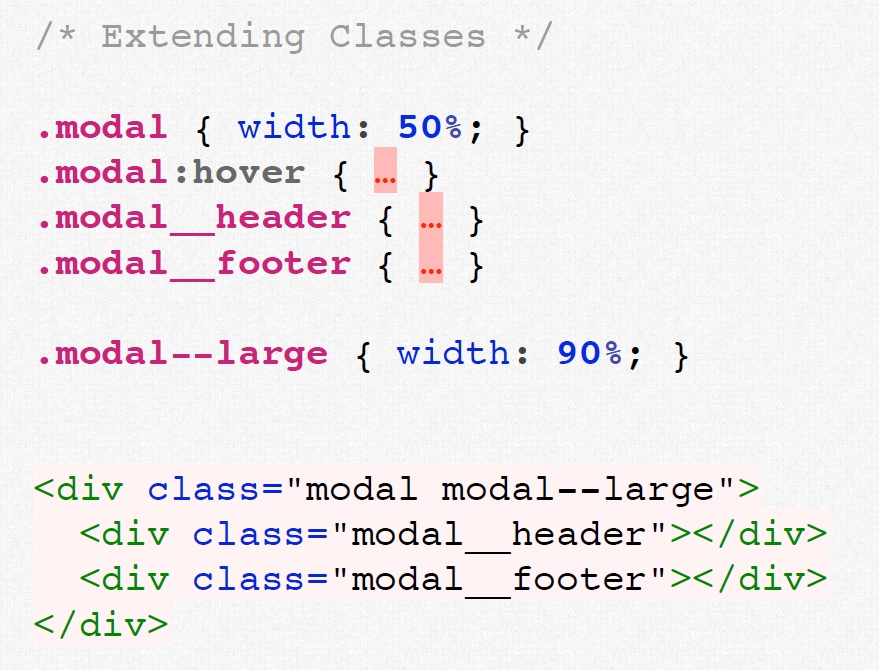 /* Extending Classes */
.modal { width: 50%; }
.modal:hover { … }
.modal__header { … }
.modal__footer { … }
.modal--large { width: 90%; }
<div class="modal modal--large">
<div class="modal__header"></div>
<div class="modal__footer"></div>
</div>